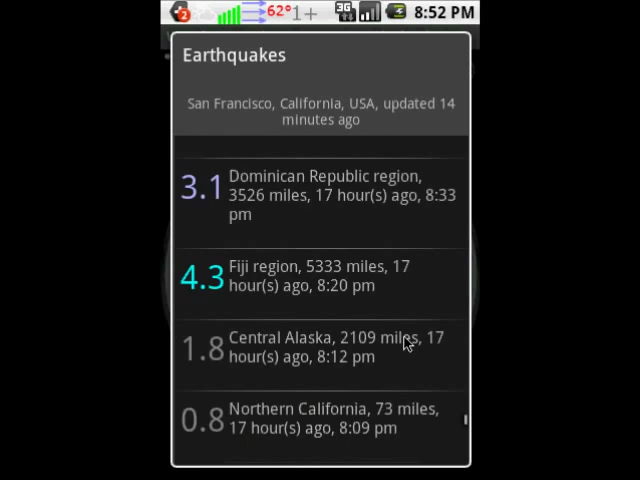 2
62°
1+
3G
8:52 PM
Earthquakes
San Francisco, California, USA, updated 14
minutes ago
3.1
Dominican Republic region,
3526 miles, 17 hour(s) ago, 8:33
pm
4.3
Fiji region, 5333 miles, 17
hour(s) ago, 8:20 pm
1.8
Central Alaska, 2109 miles, 17
hour(s) ago, 8:12 pm
0.8
Northern California, 73 miles,
17 hour(s) ago, 8:09 pm